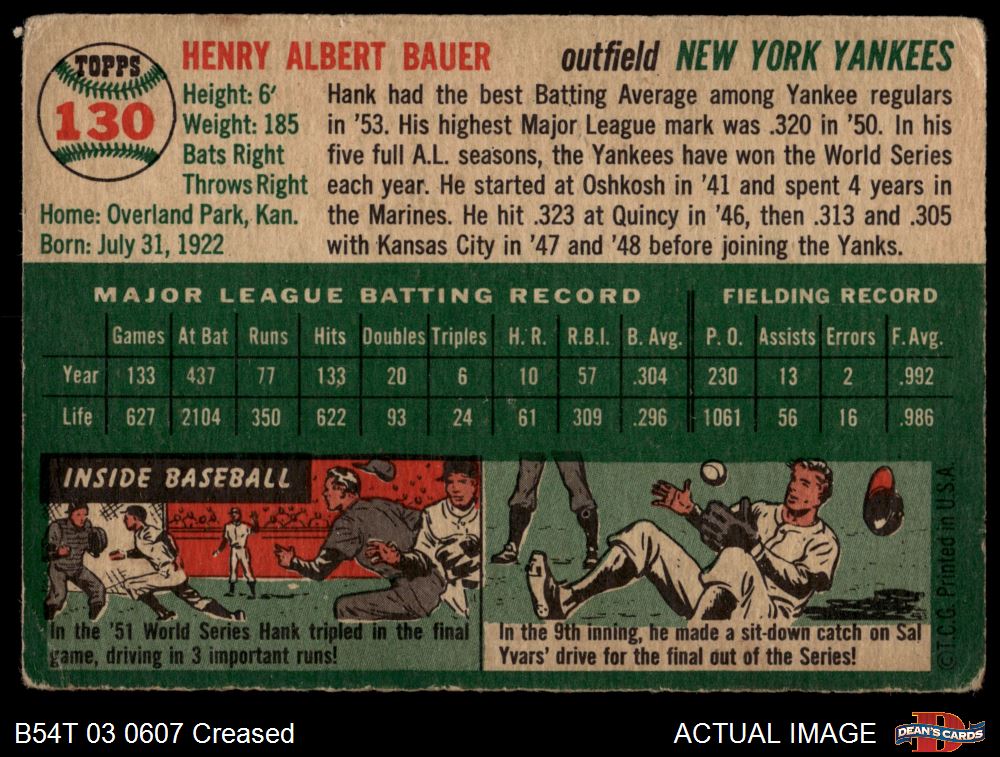 TOPPS
130
HENRY ALBERT BAUER outfield NEW YORK YANKEES
Height: 6'
Weight: 185
Bats Right
Throws Right
Home: Overland Park, Kan.
Born: July 31, 1922
Hank had the best Batting Average among Yankee regulars
in '53. His highest Major League mark was .320 in '50. In his
five full A.L. seasons, the Yankees have won the World Series
each year. He started at Oshkosh in '41 and spent 4 years in
the Marines. He hit .323 at Quincy in '46, then .313 and .305
with Kansas City in '47 and '48 before joining the Yanks.
MAJOR LEAGUE BATTING RECORD FIELDING RECORD
Games At Bat Runs Hits Doubles Triples H. R. R.B.I. B. Avg. P. O. Assists Errors F. Avg.
Year 133 437 77 133 20 6 10 57 .304 230 13 2 .992
Life 627 2104 350 622 93 24 61 309 .296 1061 56 16 .986
INSIDE BASEBALL
In the '51 World Series Hank tripled in the final
game, driving in 3 important runs!
In the 9th inning, he made a sit-down catch on Sal
Yvars' drive for the final out of the Series!
©T.C.G. Printed in U.S.A.
B54T 03 0607 Creased
ACTUAL IMAGE
DEAN'S CARDS